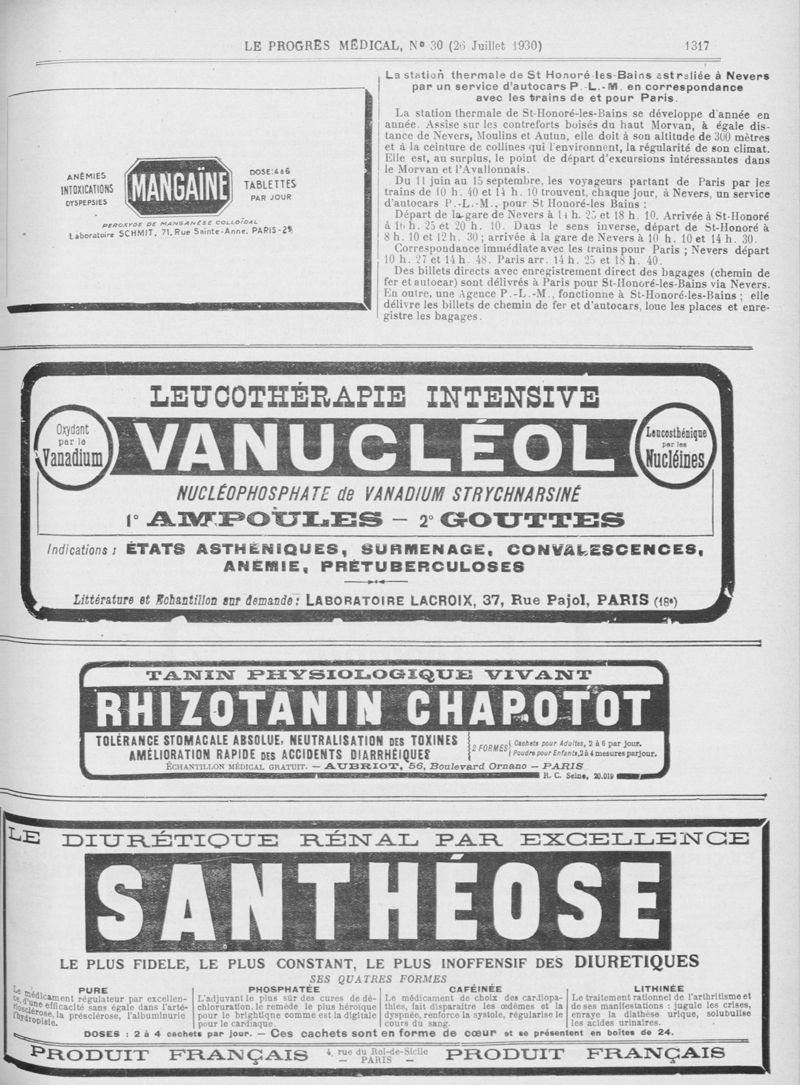 LE PROGRÈS MÉDICAL, Nº 30 (26 Juillet 1930)
1317
ANÉMIES
INTOXICATIONS
DYSPEPSIES
MANGAÏNE
DOSE: 4 à 6
TABLETTES
PAR JOUR
PEROXYDE DE MANGANÈSE COLLOÏDAL
Laboratoire SCHMIT, 71, Rue Sainte-Anne, PARIS-2e
La station thermale de St Honoré-les-Bains est reliée à Nevers
par un service d'autocars P.-L.-M. en correspondance
avec les trains de et pour Paris.
La station thermale de St-Honoré-les-Bains se développe d'année en
année. Assise sur les contreforts boisés du haut Morvan, à égale dis-
tance de Nevers, Moulins et Autun, elle doit à son altitude de 300 mètres
et à la ceinture de collines qui l'environnent, la régularité de son climat.
Elle est, au surplus, le point de départ d'excursions intéressantes dans
le Morvan et l'Avallonnais.
Du 11 juin au 15 septembre, les voyageurs partant de Paris par les
trains de 10 h. 40 et 14 h. 10 trouvent, chaque jour, à Nevers, un service
d'autocars P.-L.-M., pour St Honoré les Bains :
Départ de la gare de Nevers à 14 h. 25 et 18 h. 10. Arrivée à St-Honoré
à 16 h. 25 et 20 h. 10. Dans le sens inverse, départ de St-Honoré à
8 h. 10 et 12 h. 30 ; arrivée à la gare de Nevers à 10 h. 10 et 14 h. 30.
Correspondance immédiate avec les trains pour Paris ; Nevers départ
10 h. 27 et 14 h. 48. Paris arr. 14 h. 25 et 18 h. 40.
Des billets directs avec enregistrement direct des bagages (chemin de
fer et autocar) sont délivrés à Paris pour St-Honoré-les-Bains via Nevers.
En outre, une Agence P.-L.-M., fonctionne à St-Honoré-les-Bains ; elle
délivre les billets de chemin de fer et d'autocars, loue les places et enre-
gistre les bagages.
LEUCOTHÉRAPIE INTENSIVE
Oxydant
par le
Vanadium
VANUCLÉOL
Leucosthénique
par les
Nucléines
NUCLÉOPHOSPHATE de VANADIUM STRYCHNARSINÉ
1º AMPOULES — 2º GOUTTES
Indications : ÉTATS ASTHÉNIQUES, SURMENAGE, CONVALESCENCES,
ANÉMIE, PRÉTUBERCULOSES
Littérature et Echantillon sur demande : LABORATOIRE LACROIX, 37, Rue Pajol, PARIS (18e)
TANIN PHYSIOLOGIQUE VIVANT
RHIZOTANIN CHAPOTOT
TOLÉRANCE STOMACALE ABSOLUE, NEUTRALISATION DES TOXINES
AMÉLIORATION RAPIDE DES ACCIDENTS DIARRHÉIQUES
2 FORMES
Cachets pour Adultes, 2 à 6 par jour.
Poudre pour Enfants, 2 à 4 mesures par jour.
ÉCHANTILLON MÉDICAL GRATUIT. — AUBRIOT, 56, Boulevard Ornano — PARIS
R. C. Seine, 20.019
LE DIURÉTIQUE RÉNAL PAR EXCELLENCE
SANTHÉOSE
LE PLUS FIDELE, LE PLUS CONSTANT, LE PLUS INOFFENSIF DES DIURETIQUES
SES QUATRES FORMES
PURE
Le médicament régulateur par excellen-
ce, d'une efficacité sans égale dans l'arté-
riosclérose, la présclérose, l'albuminurie
l'hydropisie.
PHOSPHATÉE
L'adjuvant le plus sûr des cures de dé-
chloruration, le remède le plus héroïque
pour le brightique comme est la digitale
pour le cardiaque.
CAFÉINÉE
Le médicament de choix des cardiopa-
thies, fait disparaître les œdèmes et la
dyspnée, renforce la systole, régularise le
cours du sang.
LITHINÉE
Le traitement rationnel de l'arthritisme et
de ses manifestations : jugule les crises,
enraye la diathèse urique, solubilise
les acides urinaires.
DOSES : 2 à 4 cachets par jour. — Ces cachets sont en forme de cœur et se présentent en boîtes de 24.
PRODUIT FRANÇAIS
4, rue du Roi-de-Sicile
— PARIS —
PRODUIT FRANÇAIS